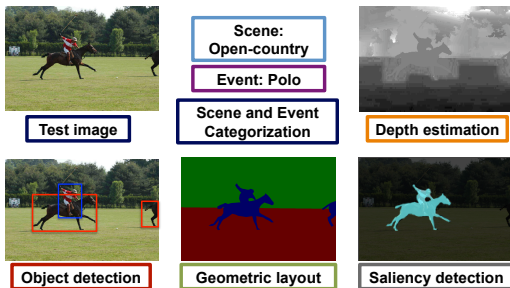 Scene:
Open-country
Event: Polo
Test image
Scene and Event
Categorization
Depth estimation
Object detection
Geometric layout
Saliency detection